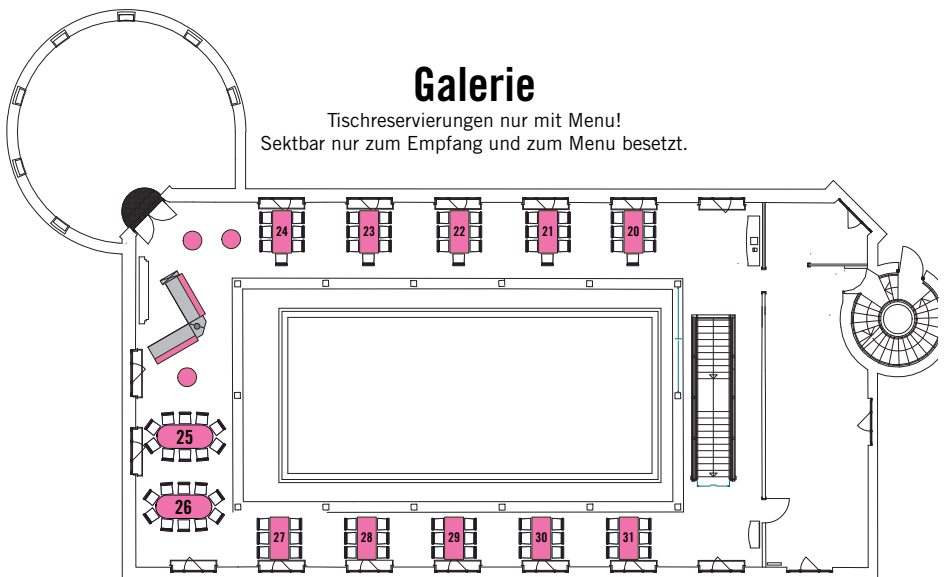 Galerie
Tischreservierungen nur mit Menu!
Sektbar nur zum Empfang und zum Menu besetzt.
24 23 22 21 20
25
26
27 28 29 30 31